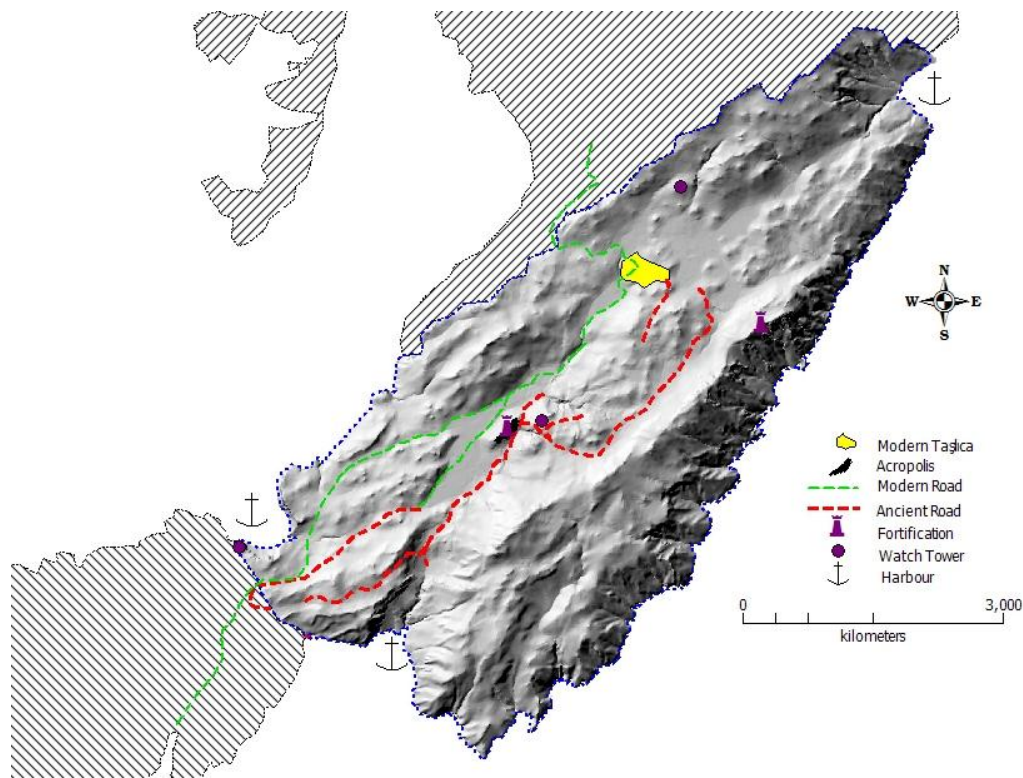 N
W E
S
Modern Taşlıca
Acropolis
Modern Road
Ancient Road
Fortification
Watch Tower
Harbour
0 3,000
kilometers